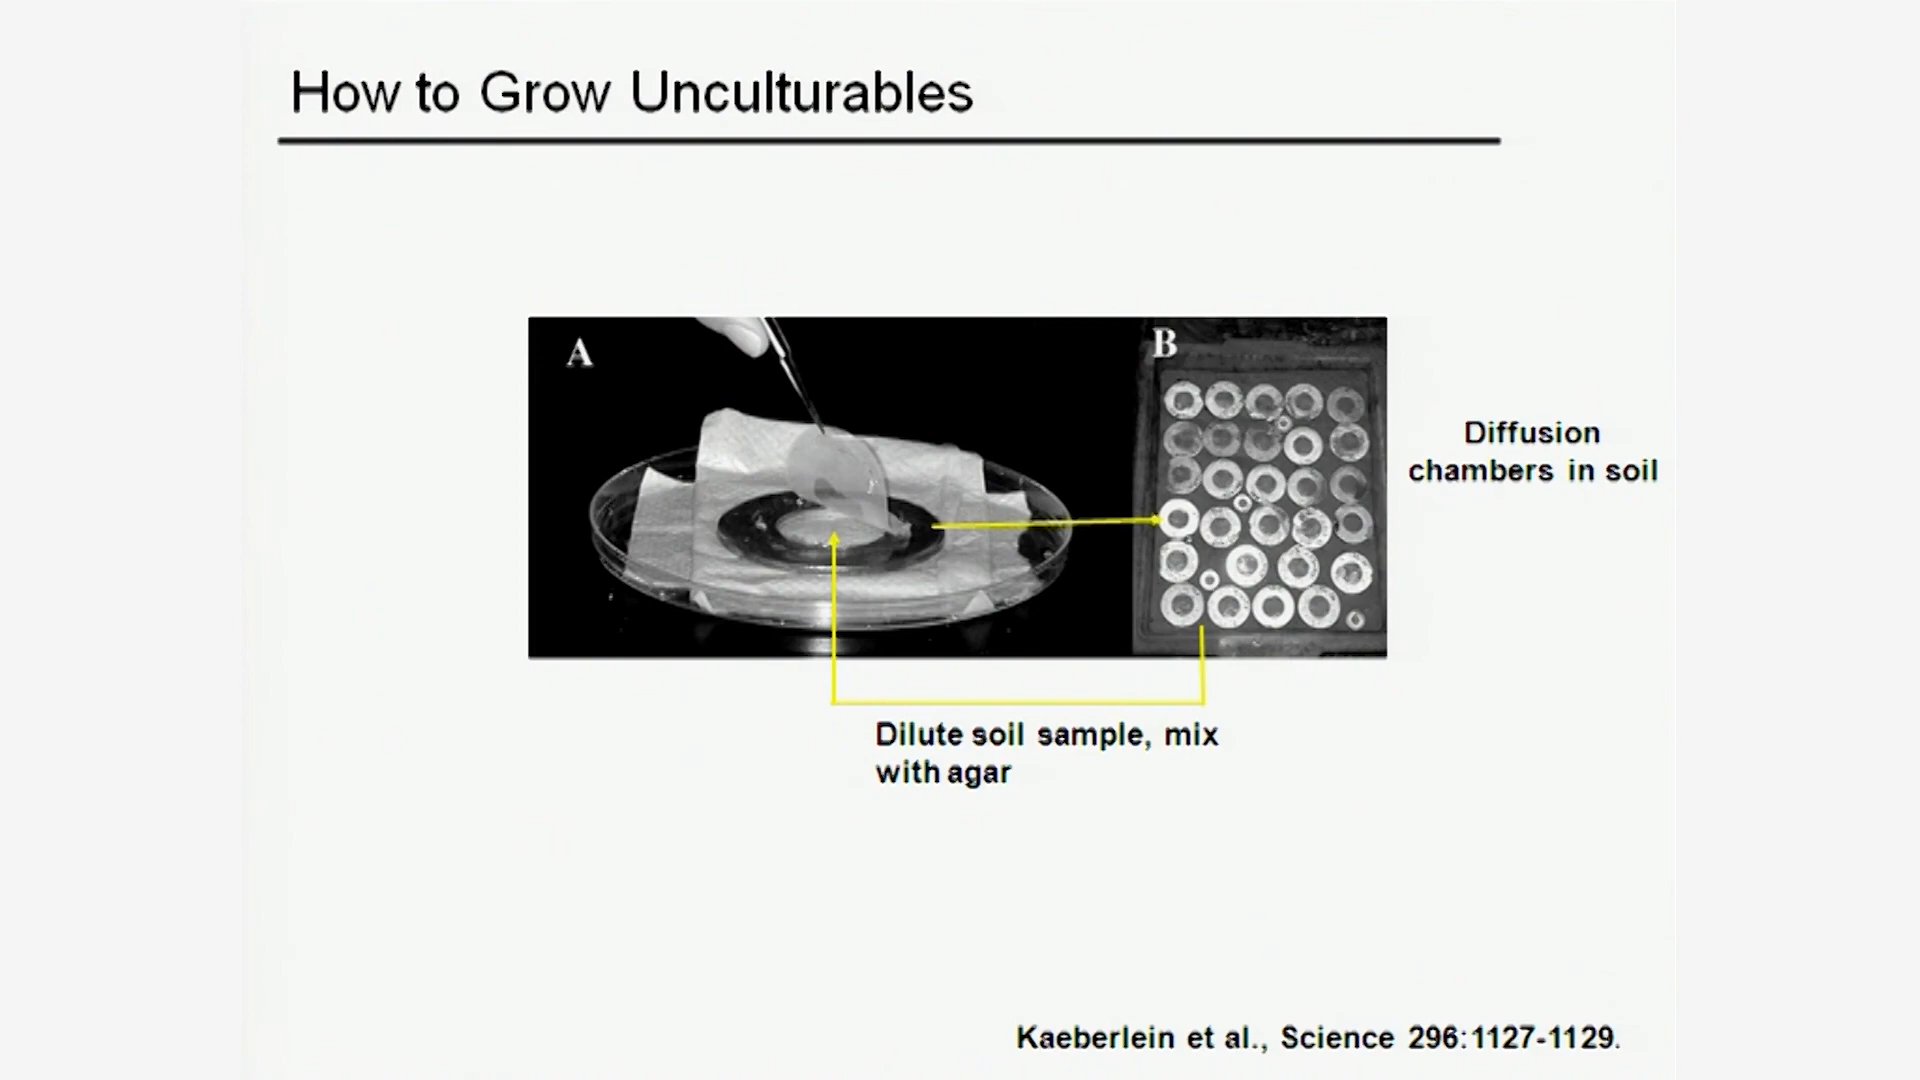 How to Grow Unculturables
A
B
Diffusion
chambers in soil
Dilute soil sample, mix
with agar
Kaeberlein et al., Science 296:1127-1129.